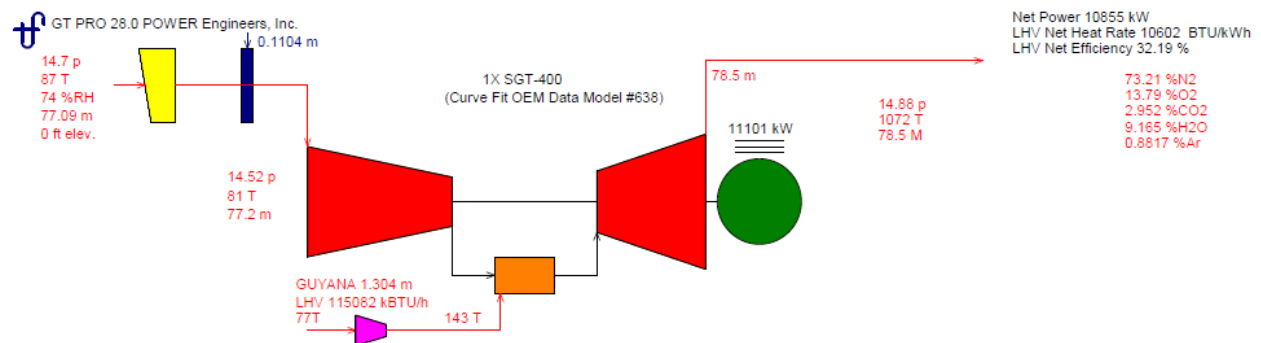 GT PRO 28.0 POWER Engineers, Inc.
Net Power 10855 kW
LHV Net Heat Rate 10602 BTU/kWh
LHV Net Efficiency 32.19 %
0.1104 m
14.7 p
87 T
74 %RH
77.09 m
0 ft elev.
1X SGT-400
(Curve Fit OEM Data Model #638)
78.5 m
73.21 %N2
13.79 %O2
2.952 %CO2
9.165 %H2O
0.8817 %Ar
14.88 p
1072 T
78.5 M
11101 kW
14.52 p
81 T
77.2 m
GUYANA 1.304 m
LHV 115082 kBTU/h
77T
143 T